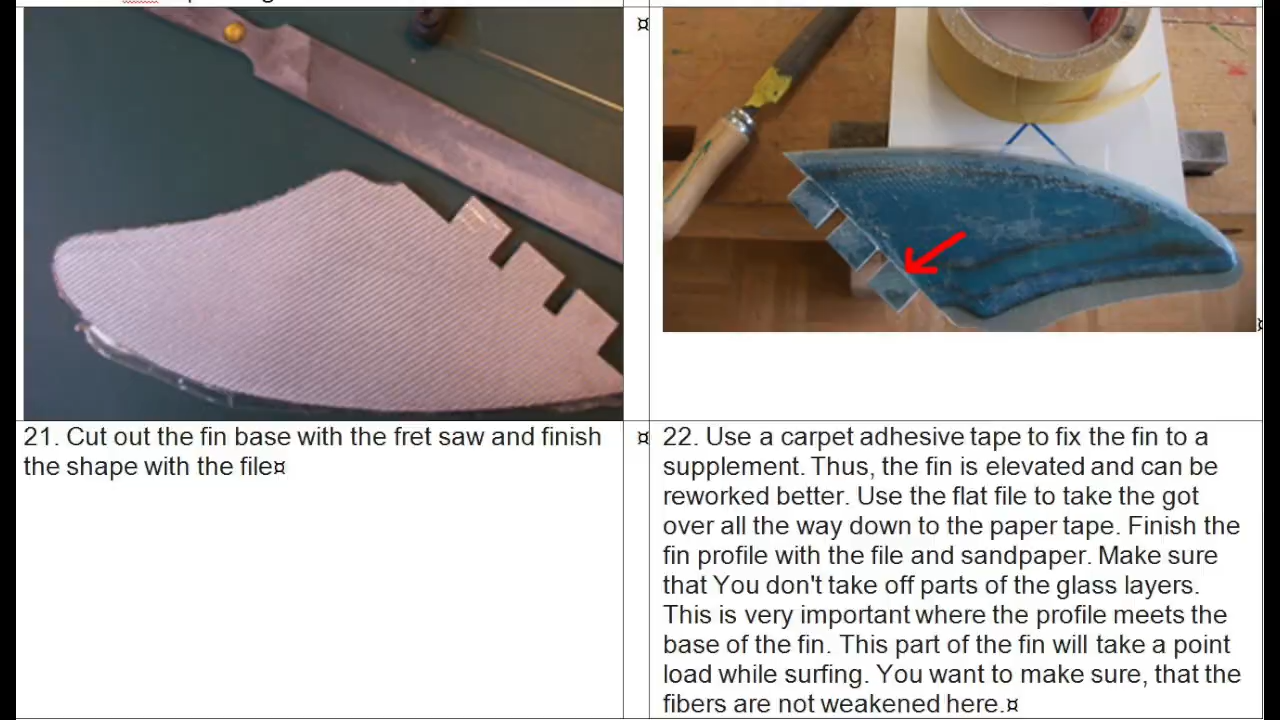 21. Cut out the fin base with the fret saw and finish
the shape with the file¤
¤
¤
22. Use a carpet adhesive tape to fix the fin to a
supplement. Thus, the fin is elevated and can be
reworked better. Use the flat file to take the got
over all the way down to the paper tape. Finish the
fin profile with the file and sandpaper. Make sure
that You don't take off parts of the glass layers.
This is very important where the profile meets the
base of the fin. This part of the fin will take a point
load while surfing. You want to make sure, that the
fibers are not weakened here.¤